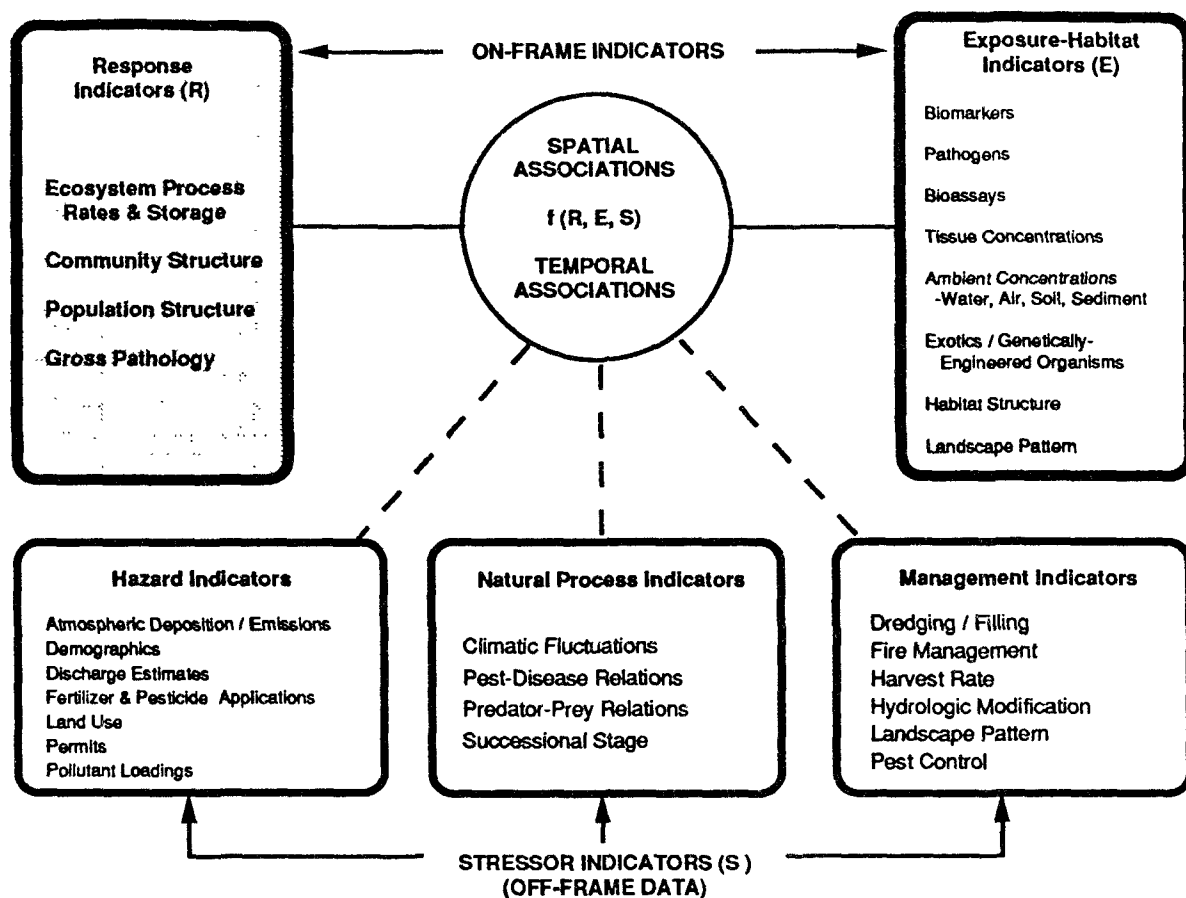 ON-FRAME INDICATORS
Response
Indicators (R)
Ecosystem Process
Rates & Storage
Community Structure
Population Structure
Gross Pathology
SPATIAL
ASSOCIATIONS
f (R, E, S)
TEMPORAL
ASSOCIATIONS
Exposure-Habitat
Indicators (E)
Biomarkers
Pathogens
Bioassays
Tissue Concentrations
Ambient Concentrations
-Water, Air, Soil, Sediment
Exotics / Genetically-
Engineered Organisms
Habitat Structure
Landscape Pattern
Hazard Indicators
Atmospheric Deposition / Emissions
Demographics
Discharge Estimates
Fertilizer & Pesticide Applications
Land Use
Permits
Pollutant Loadings
Natural Process Indicators
Climatic Fluctuations
Pest-Disease Relations
Predator-Prey Relations
Successional Stage
Management Indicators
Dredging / Filling
Fire Management
Harvest Rate
Hydrologic Modification
Landscape Pattern
Pest Control
STRESSOR INDICATORS (S )
(OFF-FRAME DATA)